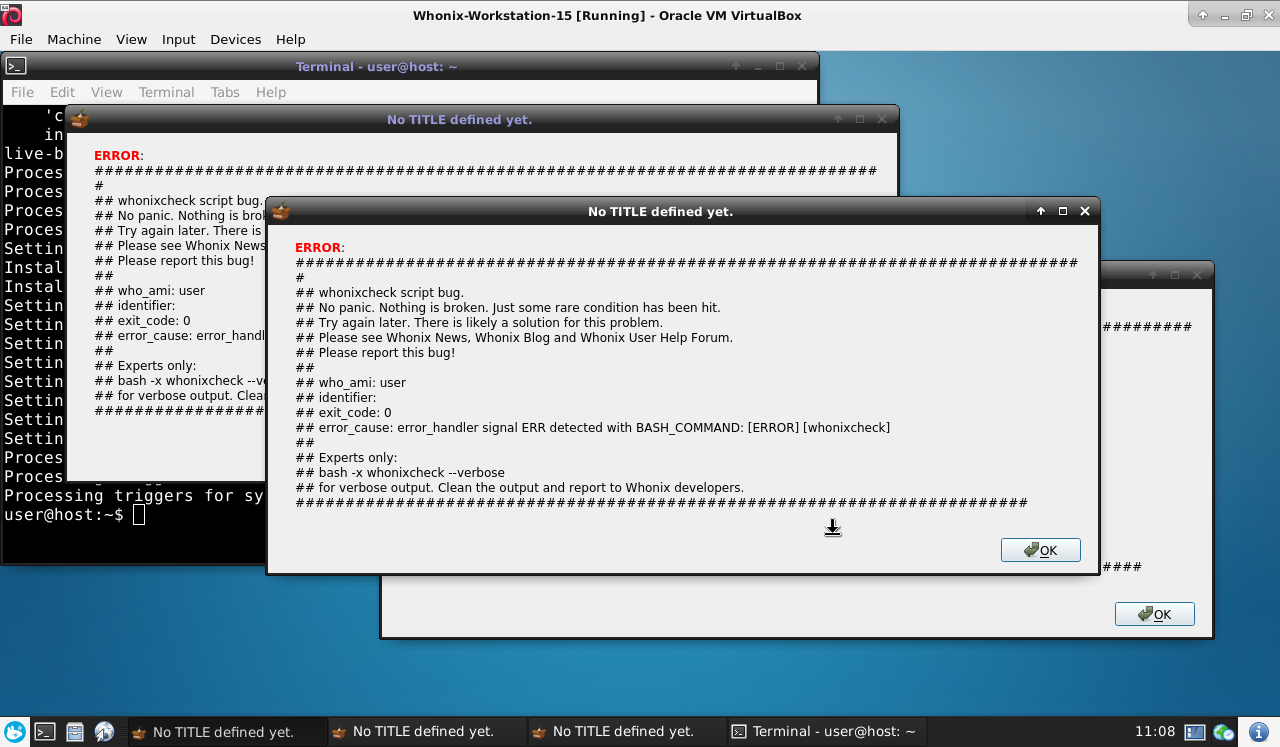 Whonix-Workstation-15 [Running] - Oracle VM VirtualBox
File Machine View Input Devices Help
Terminal - user@host: ~
File Edit View Terminal Tabs Help
'c
in
live-b
Proces
Proces
Proces
Proces
Settin
Instal
Instal
Settin
Settin
Settin
Settin
Settin
Settin
Settin
Settin
Settin
Proces
Proces
Processing triggers for sy
user@host:~$
No TITLE defined yet.
ERROR:
##############################################################################
#
## whonixcheck script bug.
## No panic. Nothing is brok
## Try again later. There is
## Please see Whonix News
## Please report this bug!
##
## who_ami: user
## identifier:
## exit_code: 0
## error_cause: error_handl
##
## Experts only:
## bash -x whonixcheck --ve
## for verbose output. Clea
#################
No TITLE defined yet.
ERROR:
##############################################################################
#
## whonixcheck script bug.
## No panic. Nothing is broken. Just some rare condition has been hit.
## Try again later. There is likely a solution for this problem.
## Please see Whonix News, Whonix Blog and Whonix User Help Forum.
## Please report this bug!
##
## who_ami: user
## identifier:
## exit_code: 0
## error_cause: error_handler signal ERR detected with BASH_COMMAND: [ERROR] [whonixcheck]
##
## Experts only:
## bash -x whonixcheck --verbose
## for verbose output. Clean the output and report to Whonix developers.
#########################################################################
OK
#########
####
OK
No TITLE defined yet. No TITLE defined yet. No TITLE defined yet. Terminal - user@host: ~ 11:08